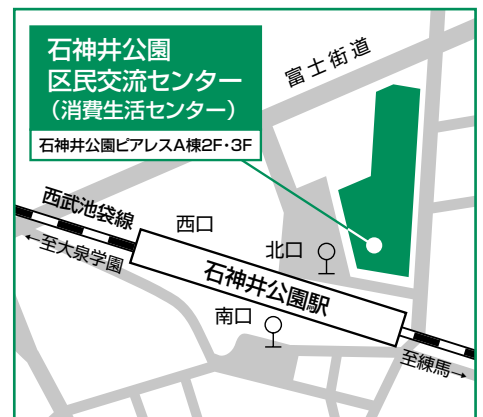 石神井公園
区民交流センター
（消費生活センター）
石神井公園ピアレスA棟2F・3F
富士街道
西武池袋線
西口
←至大泉学園
北口
石神井公園駅
南口
至練馬→